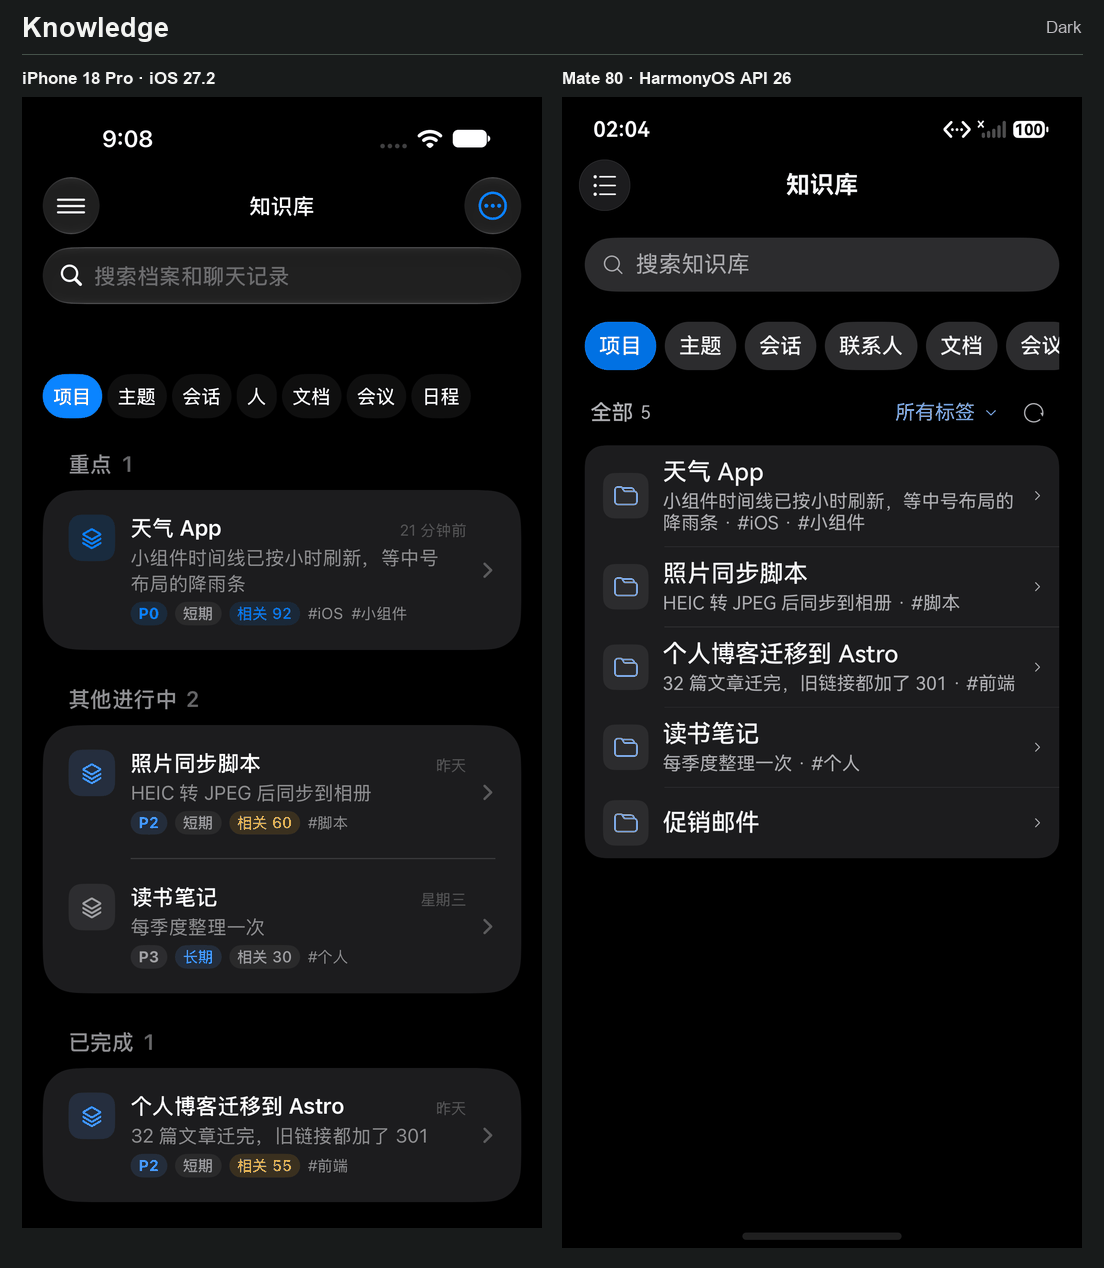 Knowledge
Dark
iPhone 18 Pro · iOS 27.2
9:08
知识库
搜索档案和聊天记录
项目 主题 会话 人 文档 会议 日程
重点 1
天气 App
21 分钟前
小组件时间线已按小时刷新，等中号
布局的降雨条
P0 短期 相关 92 #iOS #小组件
其他进行中 2
照片同步脚本
昨天
HEIC 转 JPEG 后同步到相册
P2 短期 相关 60 #脚本
读书笔记
星期三
每季度整理一次
P3 长期 相关 30 #个人
已完成 1
个人博客迁移到 Astro
昨天
32 篇文章迁完，旧链接都加了 301
P2 短期 相关 55 #前端
Mate 80 · HarmonyOS API 26
02:04
100
知识库
搜索知识库
项目 主题 会话 联系人 文档 会议
全部 5
所有标签
天气 App
小组件时间线已按小时刷新，等中号布局的
降雨条 · #iOS · #小组件
照片同步脚本
HEIC 转 JPEG 后同步到相册 · #脚本
个人博客迁移到 Astro
32 篇文章迁完，旧链接都加了 301 · #前端
读书笔记
每季度整理一次 · #个人
促销邮件